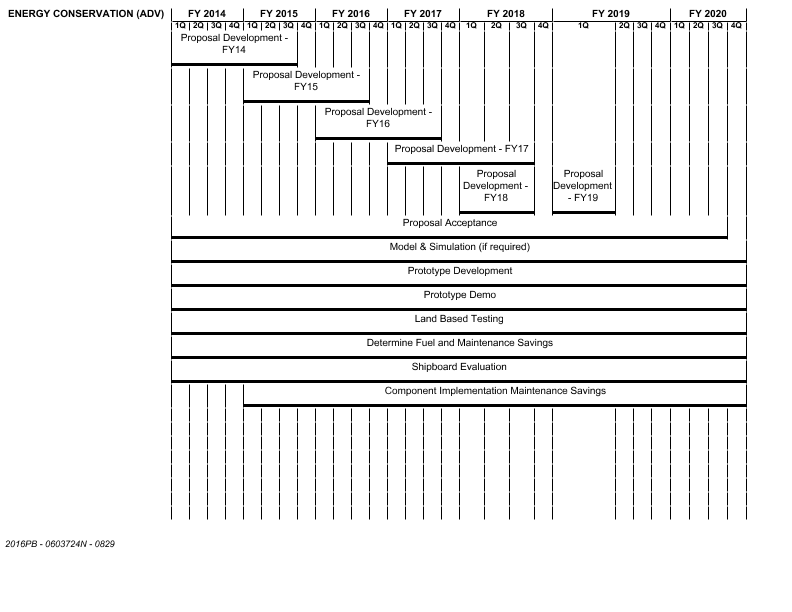 ENERGY CONSERVATION (ADV) FY 2014 FY 2015 FY 2016 FY 2017 FY 2018 FY 2019 FY 2020
1Q 2Q 3Q 4Q 1Q 2Q 3Q 4Q 1Q 2Q 3Q 4Q 1Q 2Q 3Q 4Q 1Q 2Q 3Q 4Q 1Q 2Q 3Q 4Q 1Q 2Q 3Q 4Q
Proposal Development -
FY14
Proposal Development -
FY15
Proposal Development -
FY16
Proposal Development - FY17
Proposal
Development -
FY18
Proposal
Development
- FY19
Proposal Acceptance
Model & Simulation (if required)
Prototype Development
Prototype Demo
Land Based Testing
Determine Fuel and Maintenance Savings
Shipboard Evaluation
Component Implementation Maintenance Savings
2016PB - 0603724N - 0829